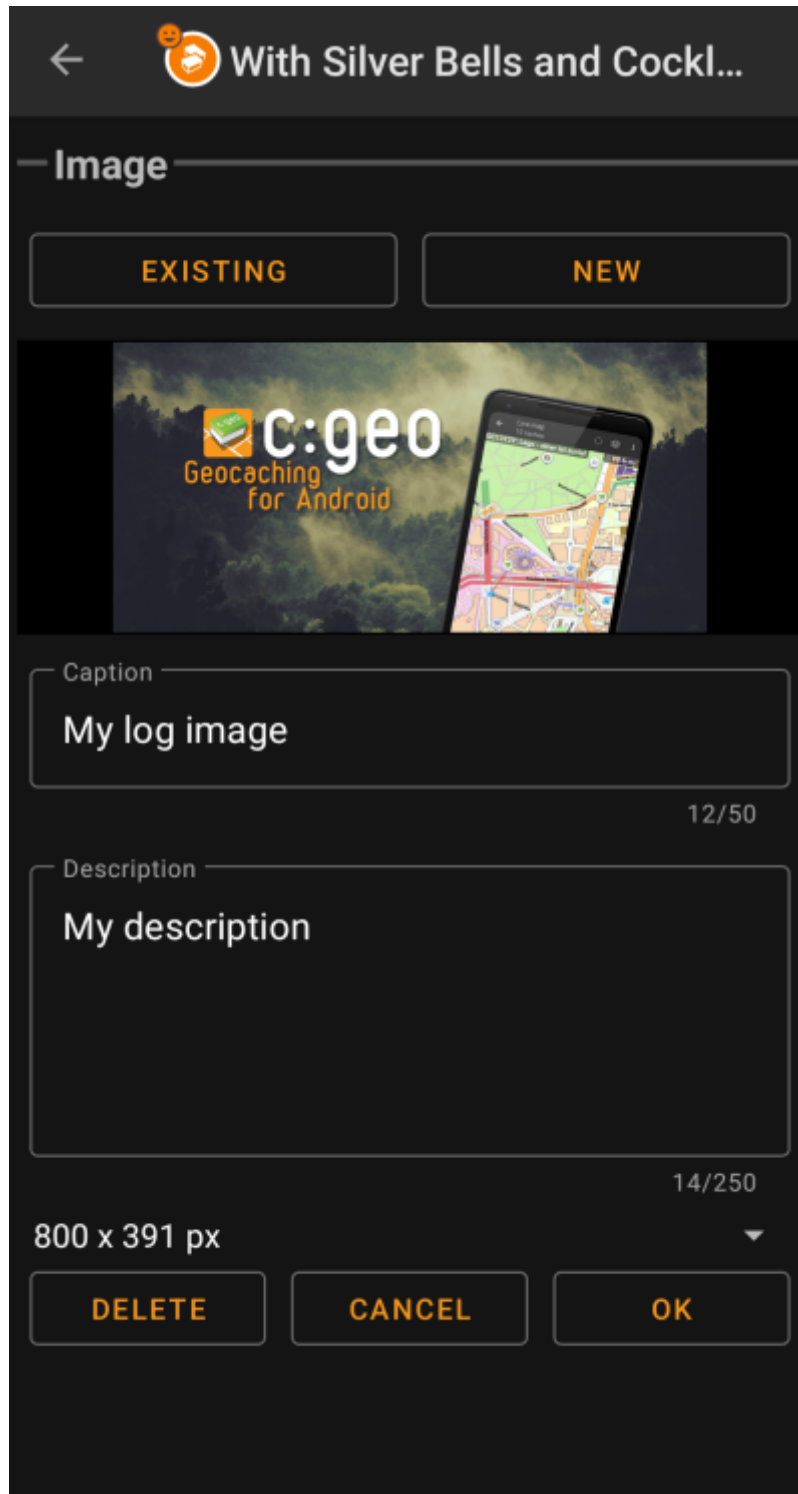 With Silver Bells and Cockl...
Image
EXISTING
NEW
c:geo
Geocaching
for Android
Caption
My log image
12/50
Description
My description
14/250
800 x 391 px
DELETE
CANCEL
OK